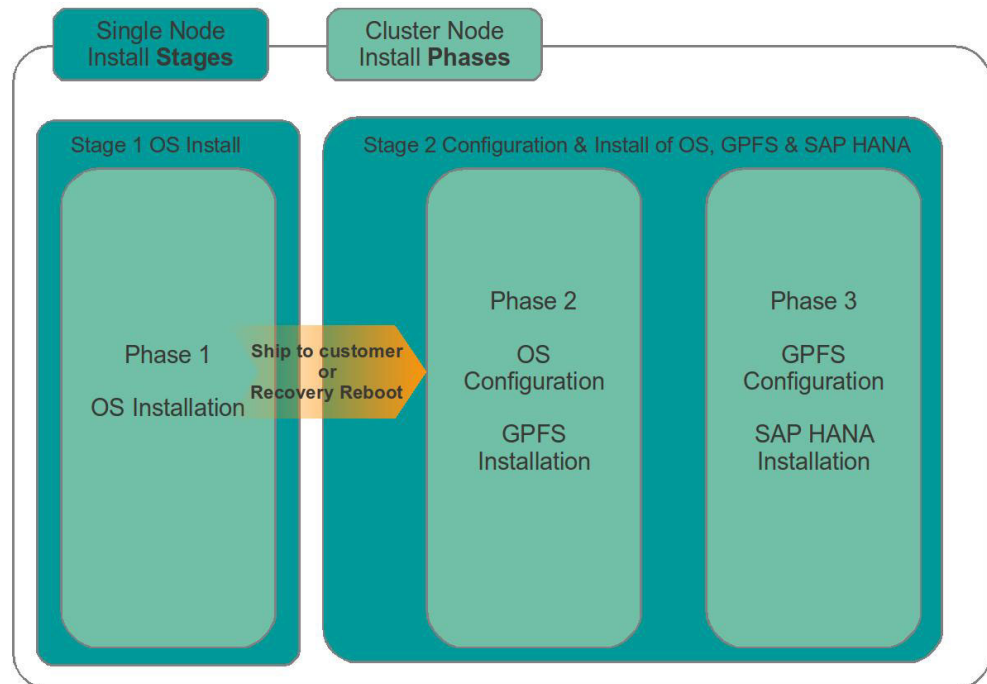 Single Node
Install Stages
Cluster Node
Install Phases
Stage 1 OS Install
Stage 2 Configuration & Install of OS, GPFS & SAP HANA
Phase 1
OS Installation
Ship to customer
or
Recovery Reboot
Phase 2
OS
Configuration
GPFS
Installation
Phase 3
GPFS
Configuration
SAP HANA
Installation